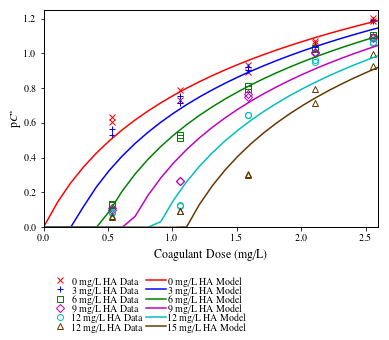 1.2
1.0
0.8
0.6
0.4
0.2
0.0
pC*
0.0 0.5 1.0 1.5 2.0 2.5
Coagulant Dose (mg/L)
0 mg/L HA Data 0 mg/L HA Model
3 mg/L HA Data 3 mg/L HA Model
6 mg/L HA Data 6 mg/L HA Model
9 mg/L HA Data 9 mg/L HA Model
12 mg/L HA Data 12 mg/L HA Model
12 mg/L HA Data 15 mg/L HA Model